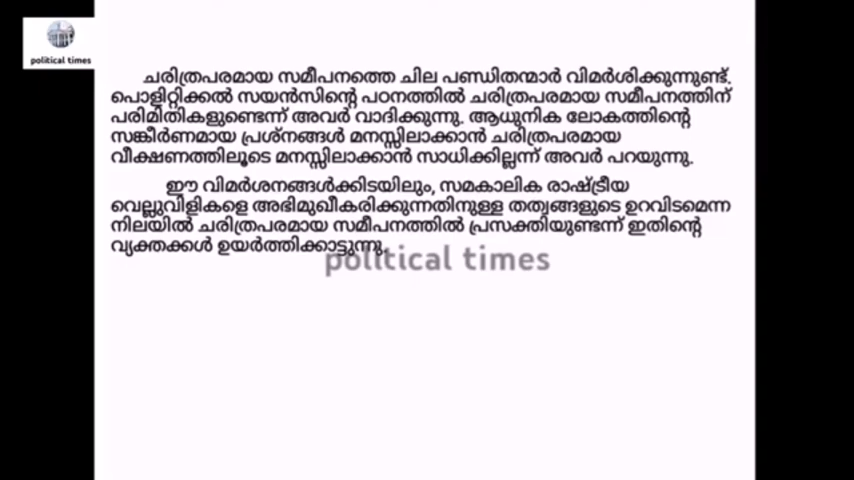 political times
ചരിത്രപരമായ സമീപനത്തെ ചില പണ്ഡിതന്മാർ വിമർശിക്കുന്നുണ്ട്.
പൊളിറ്റിക്കൽ സയൻസിന്റെ പഠനത്തിൽ ചരിത്രപരമായ സമീപനത്തിന്
പരിമിതികളുണ്ടെന്ന് അവർ വാദിക്കുന്നു. ആധുനിക ലോകത്തിന്റെ
സങ്കീർണമായ പ്രശ്നങ്ങൾ മനസ്സിലാക്കാൻ ചരിത്രപരമായ
വീക്ഷണത്തിലൂടെ മനസ്സിലാക്കാൻ സാധിക്കില്ലന്ന് അവർ പറയുന്നു.
ഈ വിമർശനങ്ങൾക്കിടയിലും, സമകാലിക രാഷ്ട്രീയ
വെല്ലുവിളികളെ അഭിമുഖീകരിക്കുന്നതിനുള്ള തത്വങ്ങളുടെ ഉറവിടമെന്ന
നിലയിൽ ചരിത്രപരമായ സമീപനത്തിൽ പ്രസക്തിയുണ്ടന്ന് ഇതിന്റെ
വ്യക്തക്കൾ ഉയർത്തിക്കാട്ടുന്നു.
political times